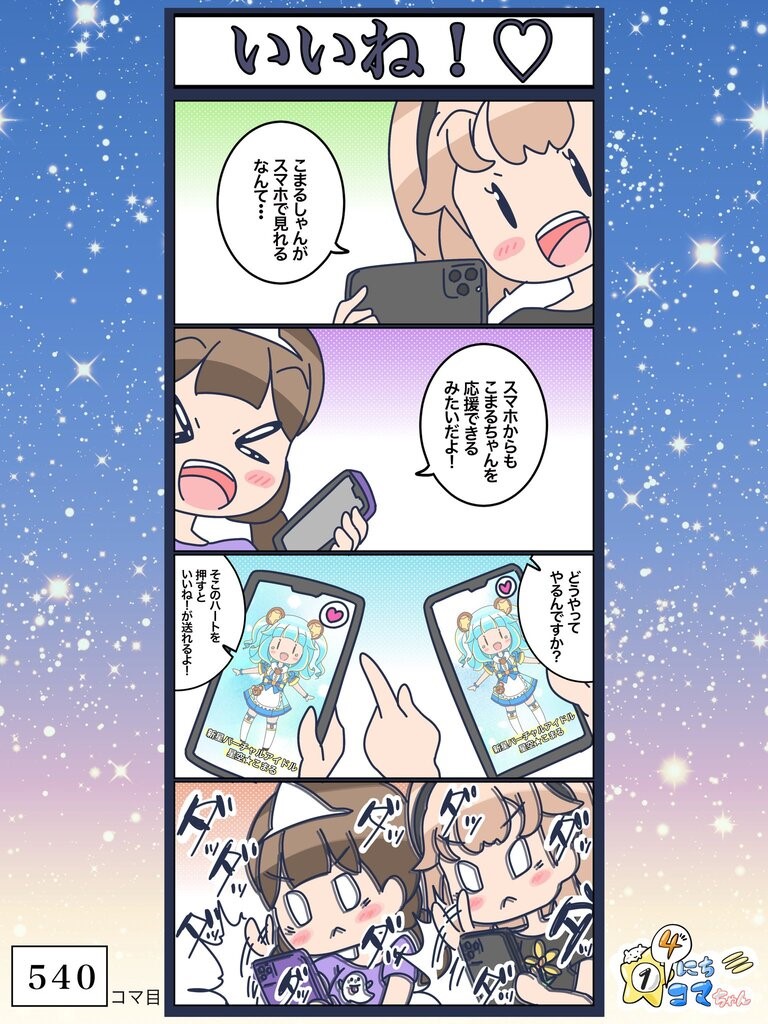 いいね！♡
こまるしゃんが
スマホで見れる
なんて…
スマホからも
こまるちゃんを
応援できる
みたいだよ！
どうやって
やるんですか？
新星バーチャルアイドル
星空★こまる
そこのハートを
押すと
いいね！が送れるよ！
新星バーチャルアイドル
星空★こまる
ダッ
ダッ
ダッ
ダッ
ダッ
ダッ
ダッ
ダッ
540
コマ目
1にち
4コマちゃん